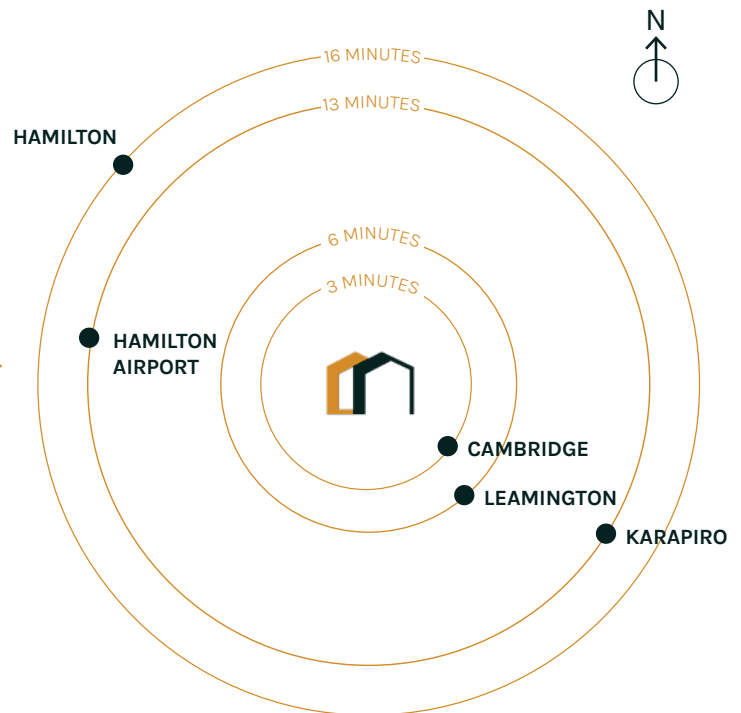 N
16 MINUTES
13 MINUTES
HAMILTON
6 MINUTES
3 MINUTES
HAMILTON
AIRPORT
CAMBRIDGE
LEAMINGTON
KARAPIRO